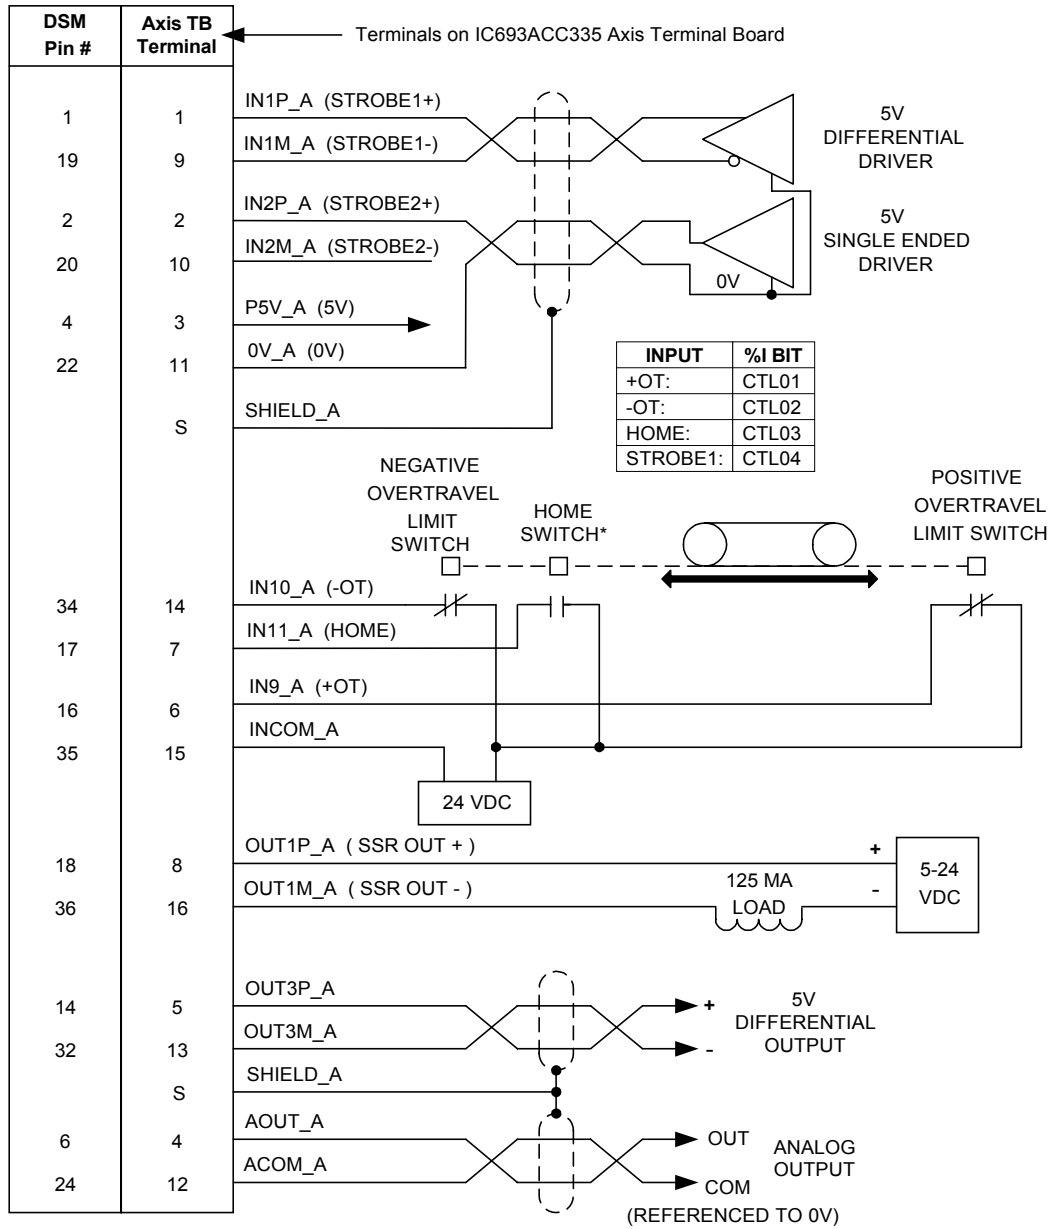 DSM Pin #
Axis TB Terminal
Terminals on IC693ACC335 Axis Terminal Board
1 1 IN1P_A (STROBE1+)
19 9 IN1M_A (STROBE1-)
5V
DIFFERENTIAL
DRIVER
2 2 IN2P_A (STROBE2+)
20 10 IN2M_A (STROBE2-)
5V
SINGLE ENDED
DRIVER
0V
4 3 P5V_A (5V)
22 11 0V_A (0V)
S SHIELD_A
INPUT %I BIT
+OT: CTL01
-OT: CTL02
HOME: CTL03
STROBE1: CTL04
NEGATIVE
OVERTRAVEL
LIMIT
SWITCH
HOME
SWITCH*
POSITIVE
OVERTRAVEL
LIMIT SWITCH
34 14 IN10_A (-OT)
17 7 IN11_A (HOME)
16 6 IN9_A (+OT)
35 15 INCOM_A
24 VDC
18 8 OUT1P_A ( SSR OUT + )
36 16 OUT1M_A ( SSR OUT - )
125 MA
LOAD
+
-
5-24
VDC
14 5 OUT3P_A
32 13 OUT3M_A
+
-
5V
DIFFERENTIAL
OUTPUT
S SHIELD_A
6 4 AOUT_A
24 12 ACOM_A
OUT
COM
ANALOG
OUTPUT
(REFERENCED TO 0V)